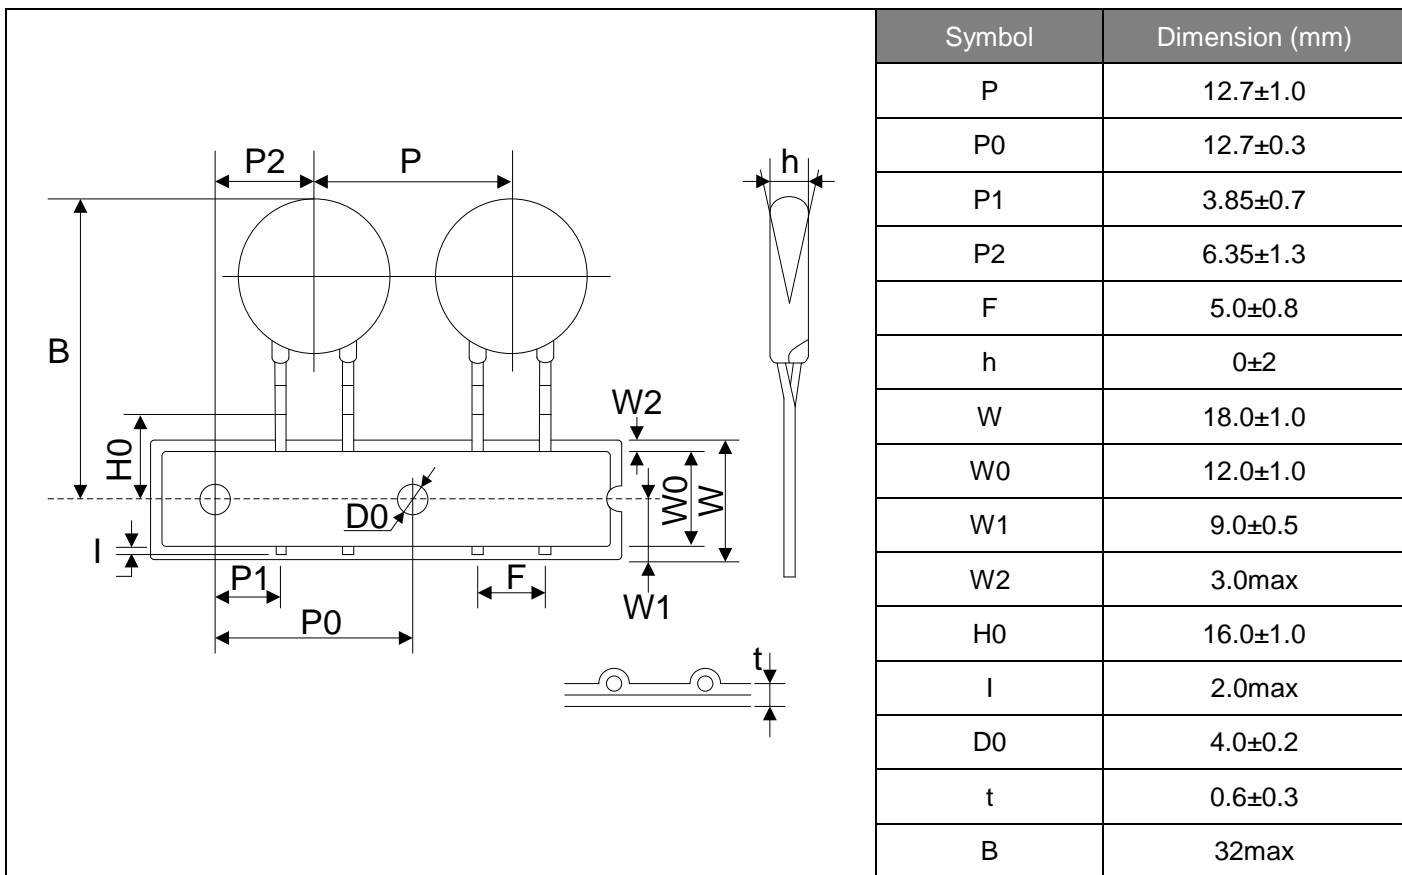 P2 P h
B
W2
H0
W0 W
D0
I
P1 F
W1
P0
t
Symbol Dimension (mm)
P 12.7±1.0
P0 12.7±0.3
P1 3.85±0.7
P2 6.35±1.3
F 5.0±0.8
h 0±2
W 18.0±1.0
W0 12.0±1.0
W1 9.0±0.5
W2 3.0max
H0 16.0±1.0
I 2.0max
D0 4.0±0.2
t 0.6±0.3
B 32max